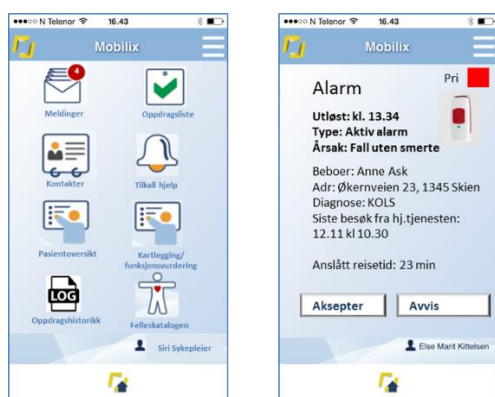 N Telenor 16.43
Mobilix
4
Meldinger
Oppdragsliste
Kontakter
Tilkall hjelp
Pasientoversikt
Kartlegging/
funksjonsvurdering
LOG
Oppdragshistorikk
Felleskatalogen
Siri Sykepleier
N Telenor 16.43
Mobilix
Alarm
Pri
Utløst: kl. 13.34
Type: Aktiv alarm
Årsak: Fall uten smerte
Beboer: Anne Ask
Adr: Økernveien 23, 1345 Skien
Diagnose: KOLS
Siste besøk fra hj.tjenesten:
12.11 kl 10.30
Anslått reisetid: 23 min
Aksepter
Avvis
Else Marit Kittelsen